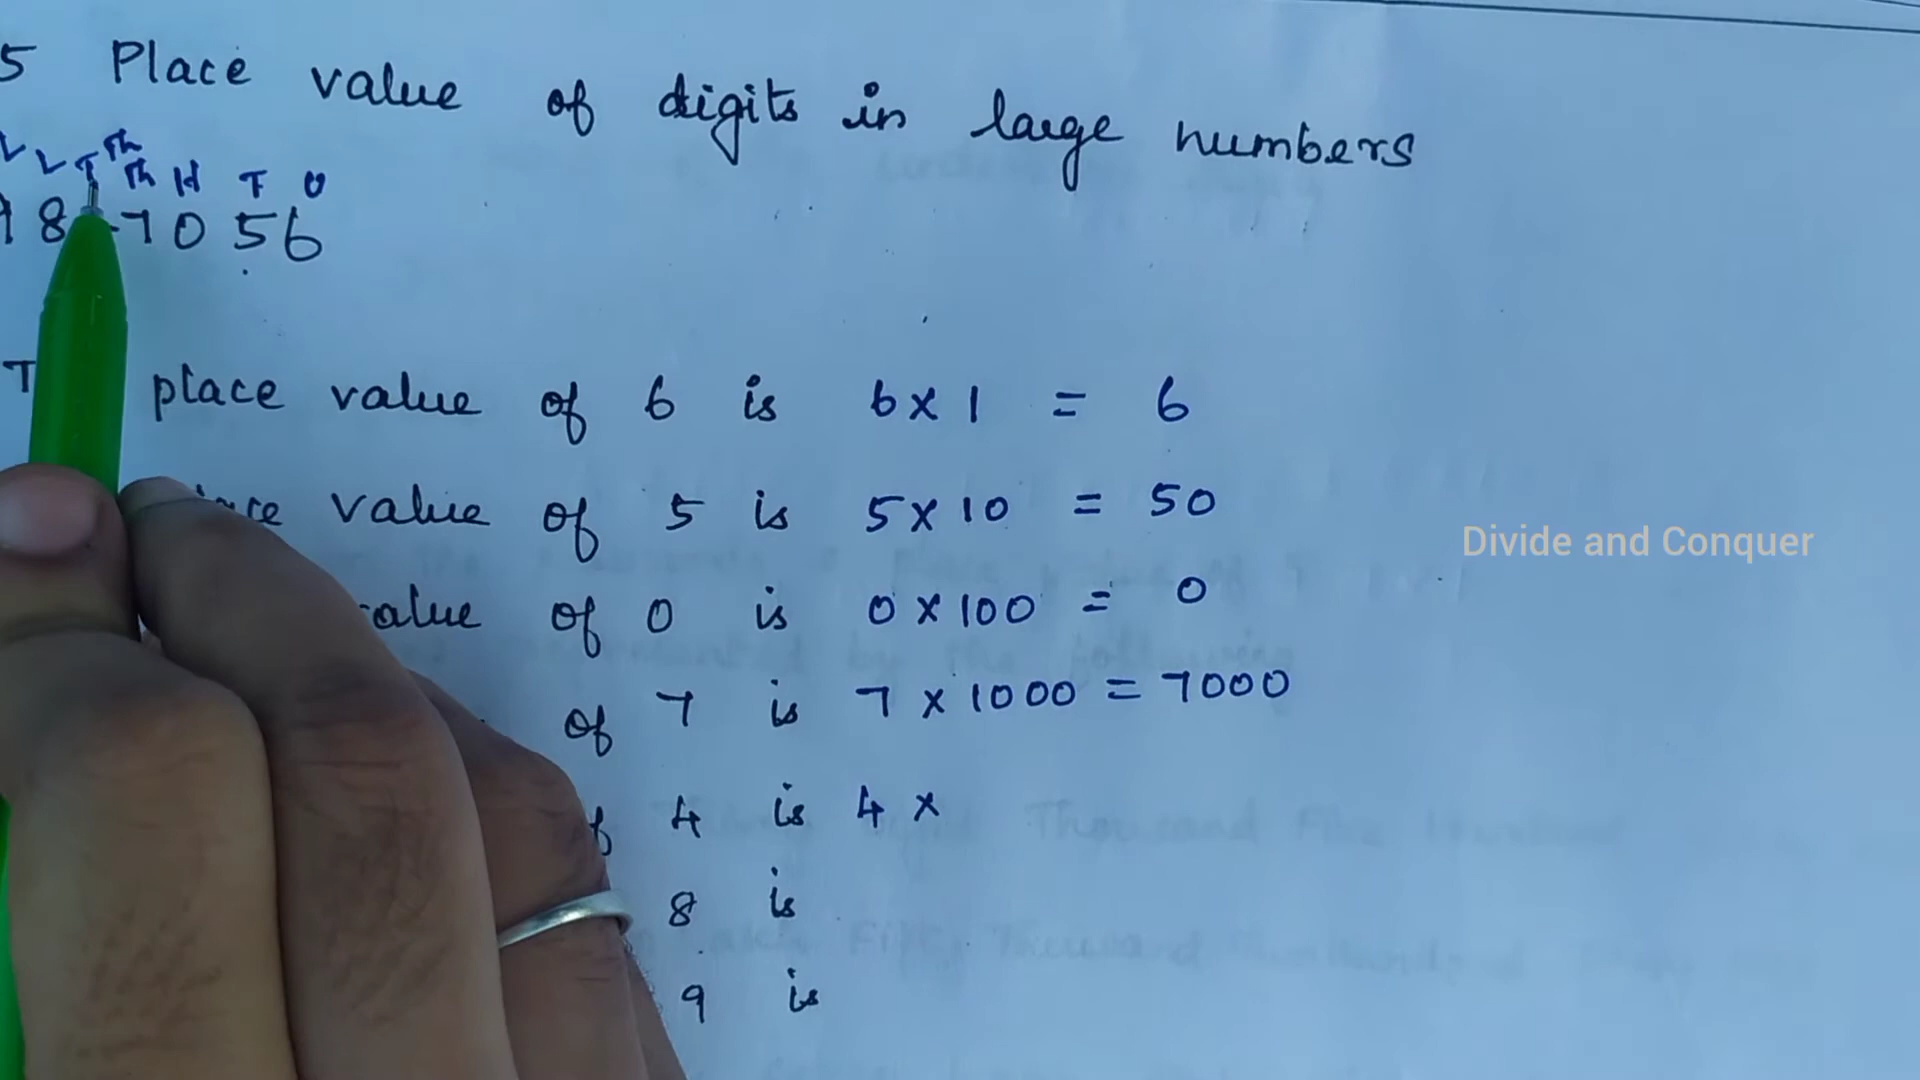 5 Place value of digits in large numbers
L L T Th Th H T U
9 8 7 0 5 6
place value of 6 is 6 x 1 = 6
value of 5 is 5 x 10 = 50
value of 0 is 0 x 100 = 0
of 7 is 7 x 1000 = 7000
4 is 4 x
8 is
9 is
Divide and Conquer